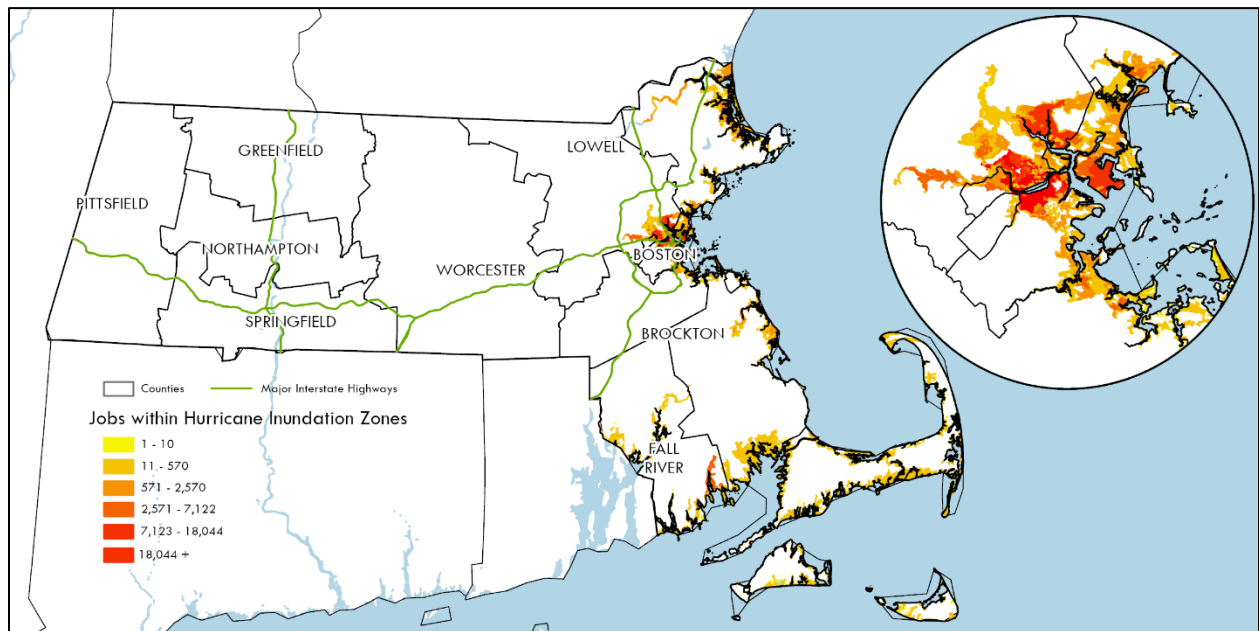 GREENFIELD
LOWELL
PITTSFIELD
NORTHAMPTON
WORCESTER
BOSTON
SPRINGFIELD
BROCKTON
Counties
Major Interstate Highways
Jobs within Hurricane Inundation Zones
1 - 10
11 - 570
571 - 2,570
2,571 - 7,122
7,123 - 18,044
18,044 +
FALL
RIVER